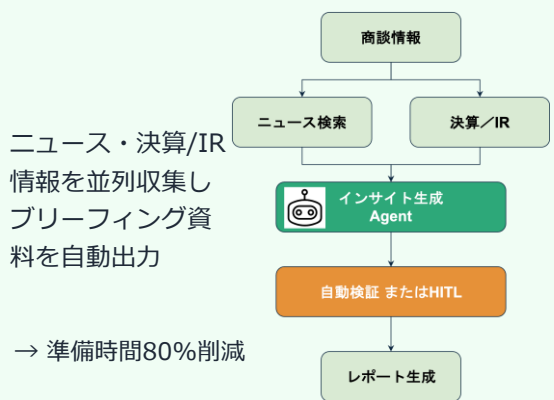 商談情報
ニュース検索
決算／IR
ニュース・決算/IR
情報を並列収集し
ブリーフィング資
料を自動出力
インサイト生成
Agent
自動検証 またはHITL
→ 準備時間80%削減
レポート生成